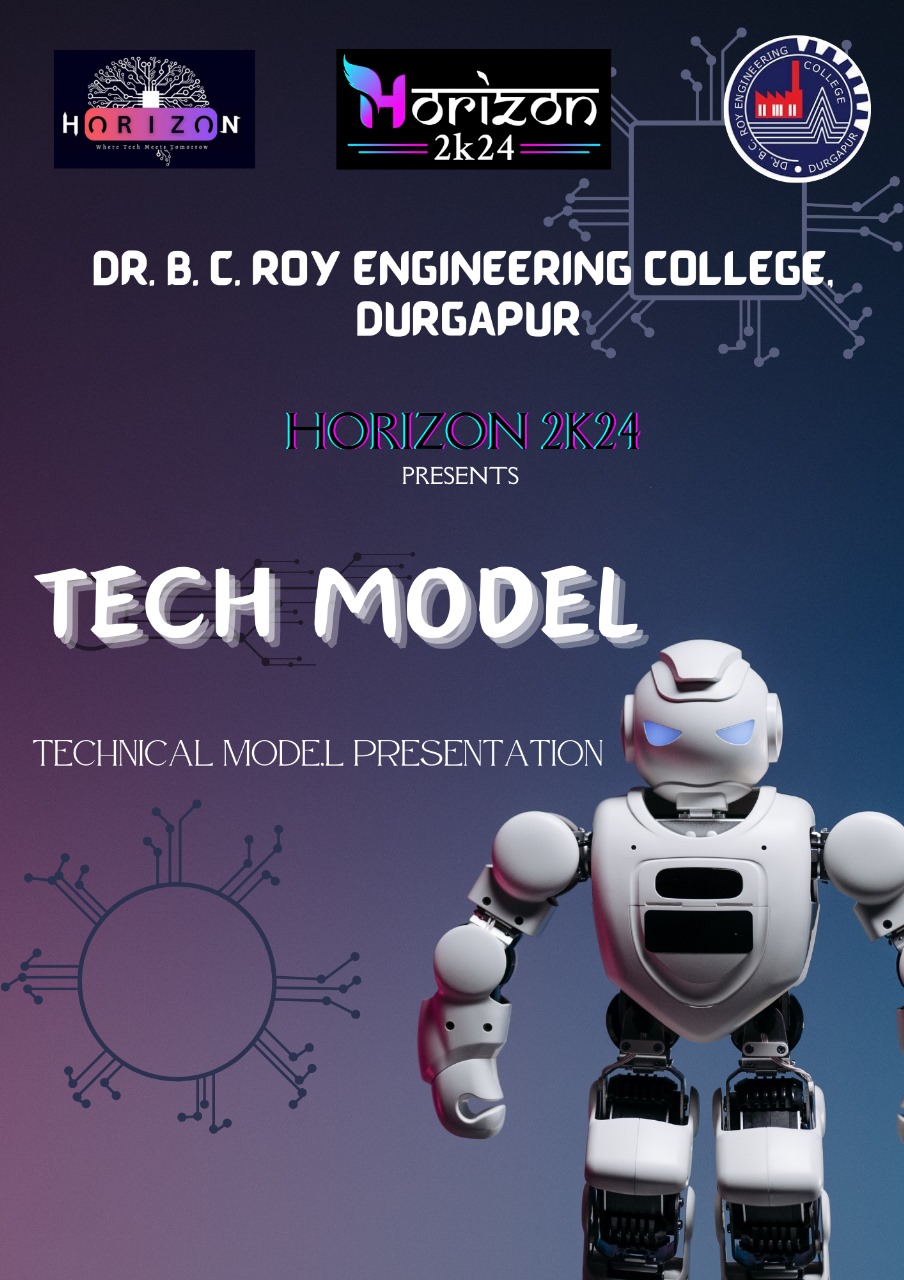 HORIZON
Where Tech Meets Tomorrow
Horizon
2k24
DR. B. C. ROY ENGINEERING COLLEGE DURGAPUR
DR. B. C. ROY ENGINEERING COLLEGE,
DURGAPUR
HORIZON 2K24
PRESENTS
TECH MODEL
TECHNICAL MODEL PRESENTATION